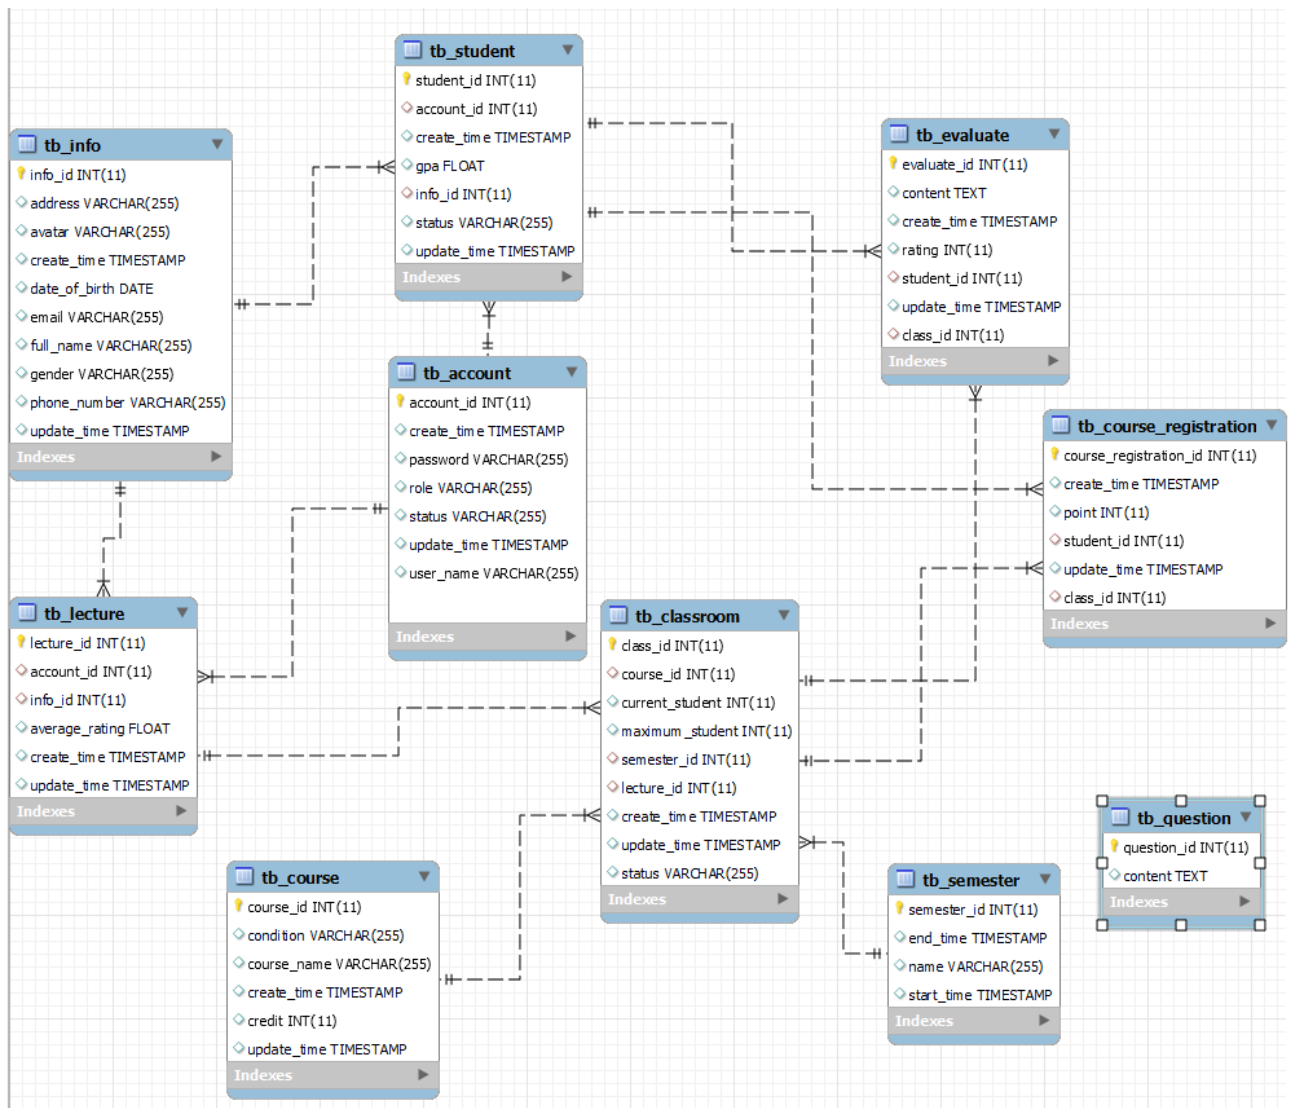 tb_student
student_id INT(11)
account_id INT(11)
create_time TIMESTAMP
gpa FLOAT
info_id INT(11)
status VARCHAR(255)
update_time TIMESTAMP
Indexes
tb_info
info_id INT(11)
address VARCHAR(255)
avatar VARCHAR(255)
create_time TIMESTAMP
date_of_birth DATE
email VARCHAR(255)
full_name VARCHAR(255)
gender VARCHAR(255)
phone_number VARCHAR(255)
update_time TIMESTAMP
Indexes
tb_evaluate
evaluate_id INT(11)
content TEXT
create_time TIMESTAMP
rating INT(11)
student_id INT(11)
update_time TIMESTAMP
class_id INT(11)
Indexes
tb_account
account_id INT(11)
create_time TIMESTAMP
password VARCHAR(255)
role VARCHAR(255)
status VARCHAR(255)
update_time TIMESTAMP
user_name VARCHAR(255)
Indexes
tb_course_registration
course_registration_id INT(11)
create_time TIMESTAMP
point INT(11)
student_id INT(11)
update_time TIMESTAMP
class_id INT(11)
Indexes
tb_lecture
lecture_id INT(11)
account_id INT(11)
info_id INT(11)
average_rating FLOAT
create_time TIMESTAMP
update_time TIMESTAMP
Indexes
tb_classroom
class_id INT(11)
course_id INT(11)
current_student INT(11)
maximum_student INT(11)
semester_id INT(11)
lecture_id INT(11)
create_time TIMESTAMP
update_time TIMESTAMP
status VARCHAR(255)
Indexes
tb_question
question_id INT(11)
content TEXT
Indexes
tb_course
course_id INT(11)
condition VARCHAR(255)
course_name VARCHAR(255)
create_time TIMESTAMP
credit INT(11)
update_time TIMESTAMP
Indexes
tb_semester
semester_id INT(11)
end_time TIMESTAMP
name VARCHAR(255)
start_time TIMESTAMP
Indexes